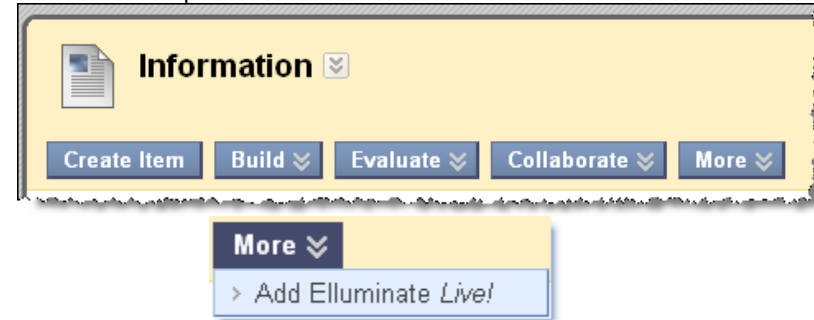 Information
Create Item Build Evaluate Collaborate More
More
Add Elluminate Live!